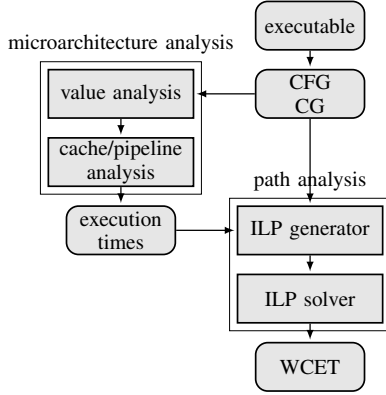 executable
microarchitecture analysis
value analysis
CFG
CG
cache/pipeline
analysis
path analysis
execution
times
ILP generator
ILP solver
WCET